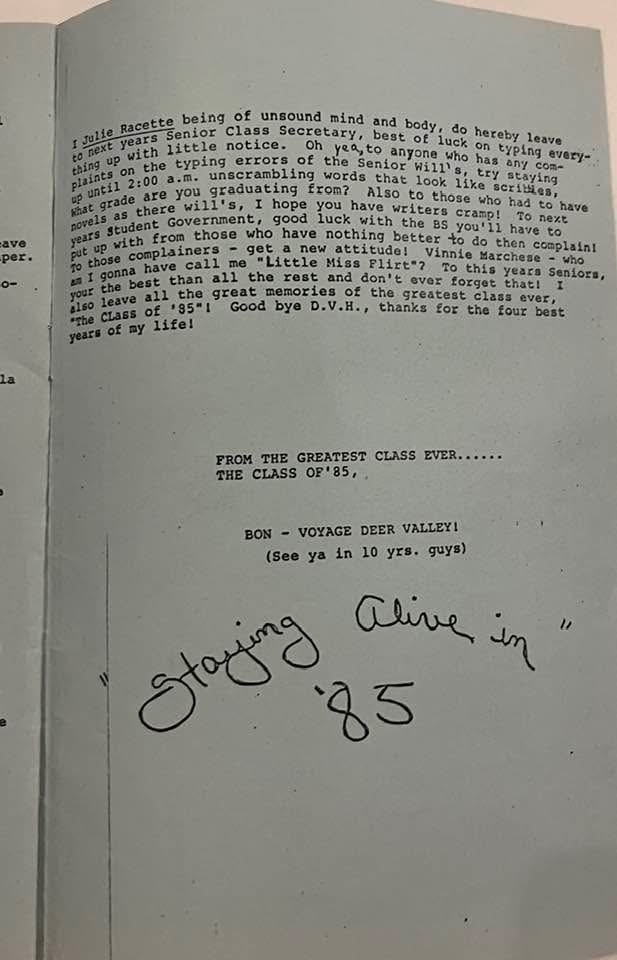 I Julie Racette being of unsound mind and body, do hereby leave
to next years Senior Class Secretary, best of luck on typing every-
thing up with little notice. Oh yea, to anyone who has any com-
plaints on the typing errors of the Senior Will's, try staying
up until 2:00 a.m. unscrambling words that look like scribles,
What grade are you graduating from? Also to those who had to have
novels as there will's, I hope you have writers cramp! To next
years Student Government, good luck with the BS you'll have to
put up with from those who have nothing better to do then complain!
To those complainers - get a new attitude! Vinnie Marchese - who
am I gonna have call me "Little Miss Flirt"? To this years Seniors,
your the best than all the rest and don't ever forget that! I
also leave all the great memories of the greatest class ever,
"The CLass of '85"! Good bye D.V.H., thanks for the four best
years of my life!
FROM THE GREATEST CLASS EVER......
THE CLASS OF'85,
BON - VOYAGE DEER VALLEY!
(See ya in 10 yrs. guys)
"Staying Alive in"
'85